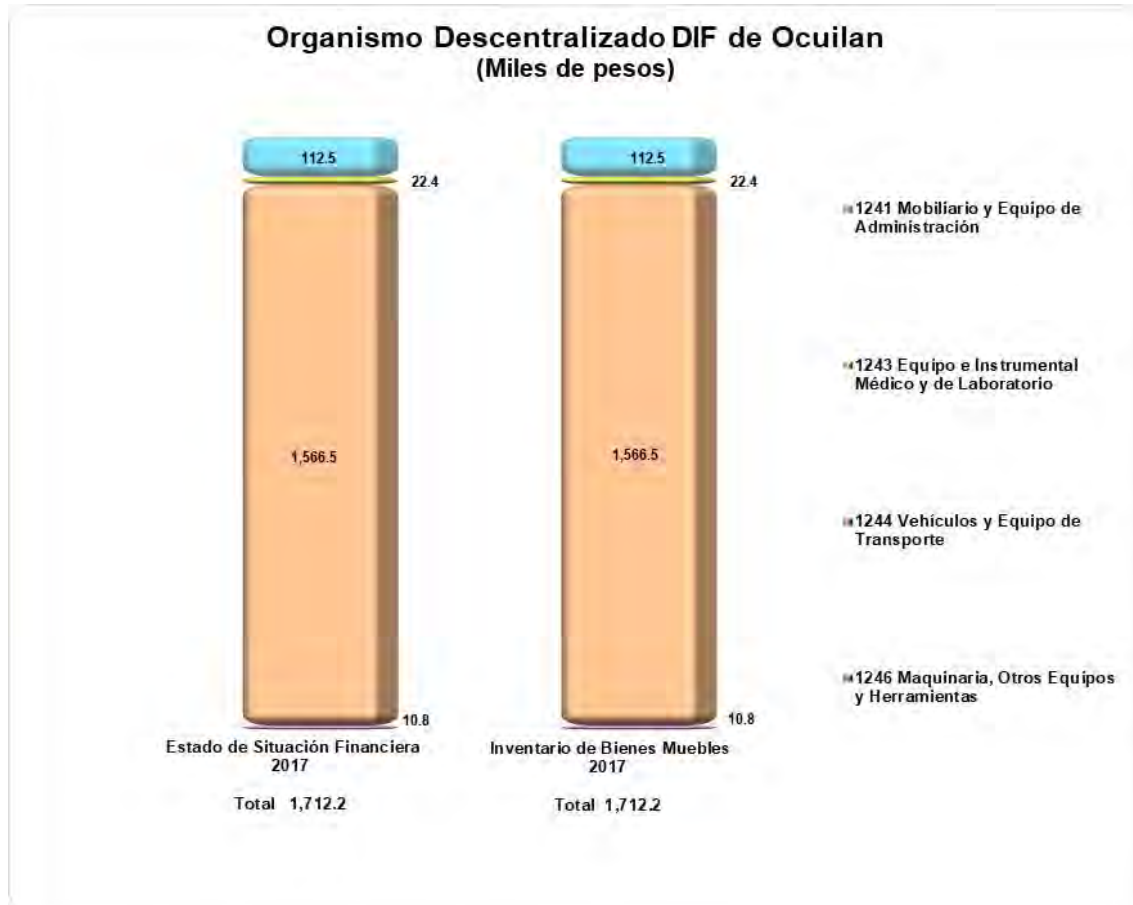 Organismo Descentralizado DIF de Ocuilan
(Miles de pesos)
112.5
22.4
1,566.5
10.8
Estado de Situación Financiera
2017
Total 1,712.2
112.5
22.4
1,566.5
10.8
Inventario de Bienes Muebles
2017
Total 1,712.2
1241 Mobiliario y Equipo de
Administración
1243 Equipo e Instrumental
Médico y de Laboratorio
1244 Vehículos y Equipo de
Transporte
1246 Maquinaria, Otros Equipos
y Herramientas